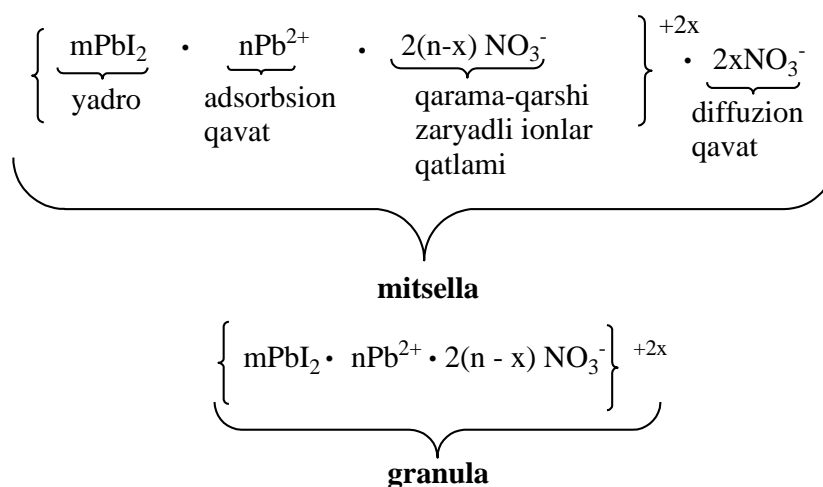 { mPbI₂ · nPb²⁺ · 2(n-x) NO₃⁻ }⁺²ˣ · 2xNO₃⁻
yadro adsorbsion qavat qarama-qarshi zaryadli ionlar qatlami diffuzion qavat
mitsella
{ mPbI₂ · nPb²⁺ · 2(n - x) NO₃⁻ } ⁺²ˣ
granula